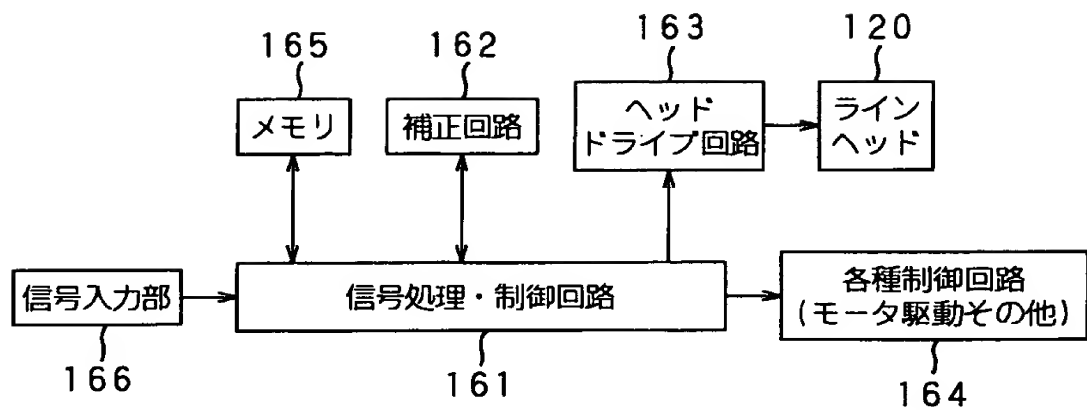 165
162
163
120
メモリ
補正回路
ヘッド
ドライブ回路
ライン
ヘッド
信号入力部
信号処理・制御回路
各種制御回路
(モータ駆動その他)
166
161
164